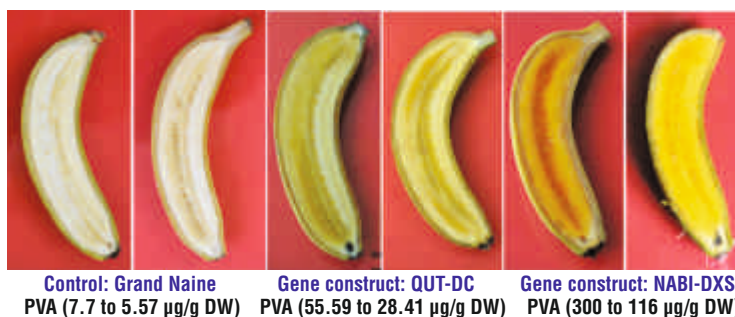 Control: Grand Naine
PVA (7.7 to 5.57 µg/g DW)
Gene construct: QUT-DC
PVA (55.59 to 28.41 µg/g DW)
Gene construct: NABI-DXS
PVA (300 to 116 µg/g DW)